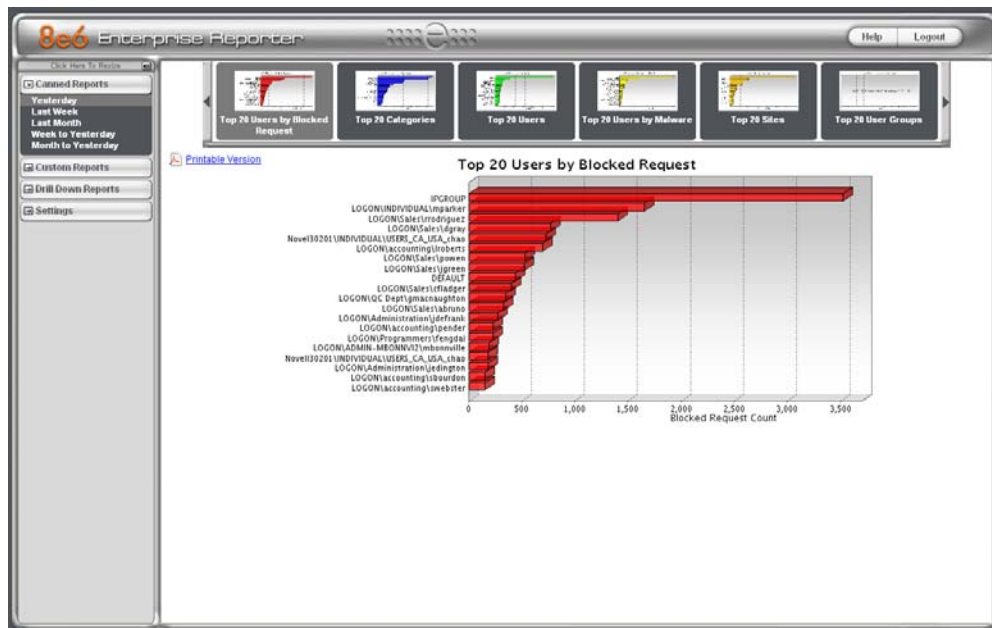 8e6 Enterprise Reporter
Help
Logout
Click Here To Resize
Canned Reports
Yesterday
Last Week
Last Month
Week to Yesterday
Month to Yesterday
Custom Reports
Drill Down Reports
Settings
Top 20 Users by Blocked
Request
Top 20 Categories
Top 20 Users
Top 20 Users by Malware
Top 20 Sites
Top 20 User Groups
Printable Version
Top 20 Users by Blocked Request
IPGROUP
LOGON\INDIVIDUAL\mparker
LOGON\Sales\rrodriguez
LOGON\Sales\dgray
Novel30201\INDIVIDUAL\USERS_CA_USA_chao
LOGON\accounting\lroberts
LOGON\Sales\powen
LOGON\Sales\jgreen
DEFAULT
LOGON\Sales\cfladger
LOGON\QC Dept\gmacnaughton
LOGON\Sales\abruno
LOGON\Administration\jdefrank
LOGON\accounting\pender
LOGON\Programmers\fengdai
LOGON\ADMIN-MBONNVI2\mbonnville
Novell30201\INDIVIDUAL\USERS_CA_USA_chao
LOGON\Administration\jedington
LOGON\accounting\sbourdon
LOGON\accounting\swebster
0 500 1,000 1,500 2,000 2,500 3,000 3,500
Blocked Request Count